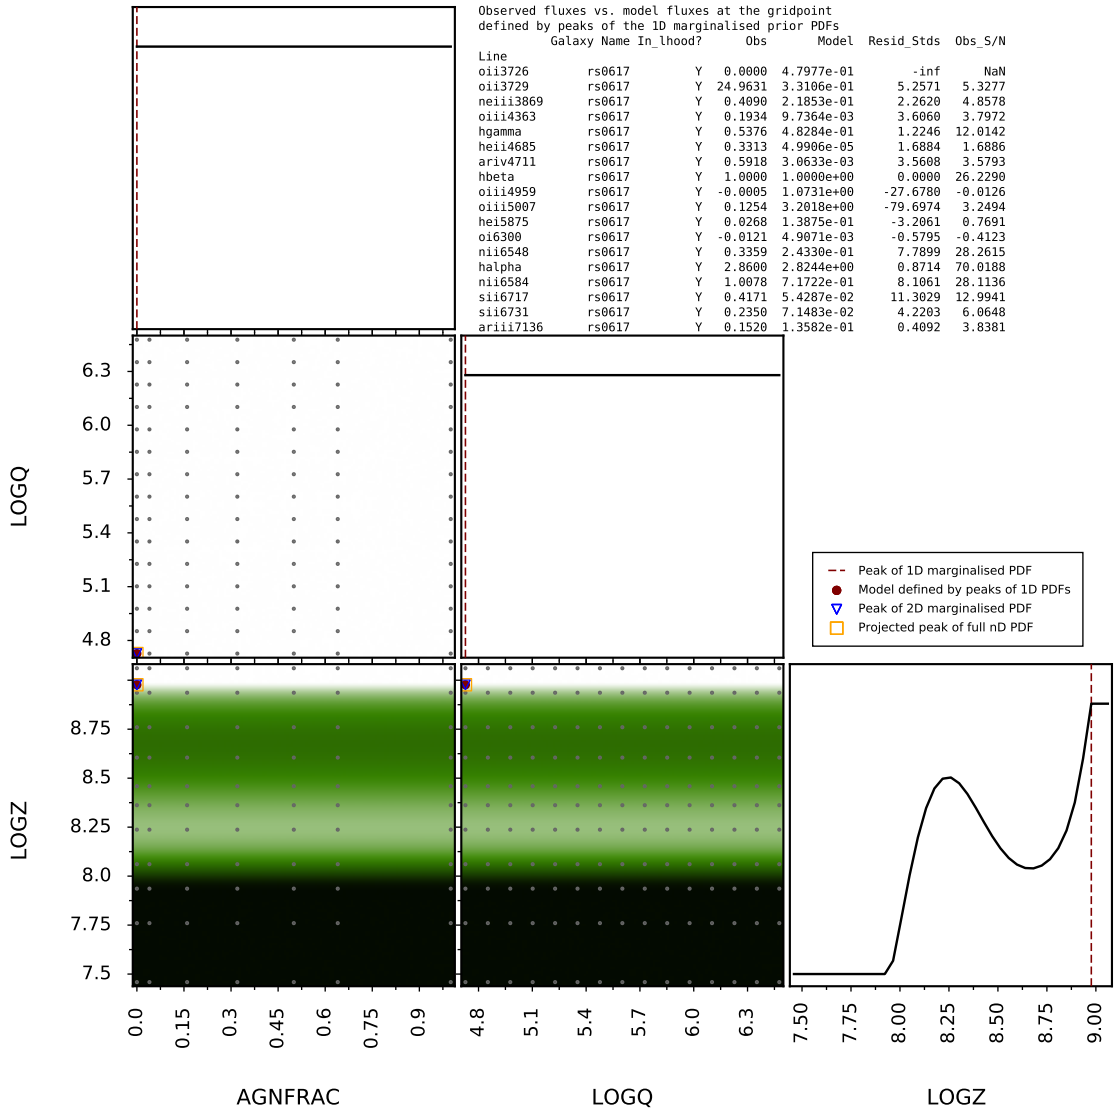 Observed fluxes vs. model fluxes at the gridpoint
defined by peaks of the 1D marginalised prior PDFs
Galaxy Name In_lhood? Obs Model Resid_Stds Obs_S/N
Line
oii3726 rs0617 Y 0.0000 4.7977e-01 -inf NaN
oii3729 rs0617 Y 24.9631 3.3106e-01 5.2571 5.3277
neiii3869 rs0617 Y 0.4090 2.1853e-01 2.2620 4.8578
oiii4363 rs0617 Y 0.1934 9.7364e-03 3.6060 3.7972
hgamma rs0617 Y 0.5376 4.8284e-01 1.2246 12.0142
heii4685 rs0617 Y 0.3313 4.9906e-05 1.6884 1.6886
ariv4711 rs0617 Y 0.5918 3.0633e-03 3.5608 3.5793
hbeta rs0617 Y 1.0000 1.0000e+00 0.0000 26.2290
oiii4959 rs0617 Y -0.0005 1.0731e+00 -27.6780 -0.0126
oiii5007 rs0617 Y 0.1254 3.2018e+00 -79.6974 3.2494
hei5875 rs0617 Y 0.0268 1.3875e-01 -3.2061 0.7691
oi6300 rs0617 Y -0.0121 4.9071e-03 -0.5795 -0.4123
nii6548 rs0617 Y 0.3359 2.4330e-01 7.7899 28.2615
halpha rs0617 Y 2.8600 2.8244e+00 0.8714 70.0188
nii6584 rs0617 Y 1.0078 7.1722e-01 8.1061 28.1136
sii6717 rs0617 Y 0.4171 5.4287e-02 11.3029 12.9941
sii6731 rs0617 Y 0.2350 7.1483e-02 4.2203 6.0648
ariii7136 rs0617 Y 0.1520 1.3582e-01 0.4092 3.8381
LOGQ
6.3
6.0
5.7
5.4
5.1
4.8
Peak of 1D marginalised PDF
Model defined by peaks of 1D PDFs
Peak of 2D marginalised PDF
Projected peak of full nD PDF
LOGZ
8.75
8.5
8.25
8.0
7.75
7.5
0.0 0.15 0.3 0.45 0.6 0.75 0.9
4.8 5.1 5.4 5.7 6.0 6.3
7.50 7.75 8.00 8.25 8.50 8.75 9.00
AGNFRAC LOGQ LOGZ